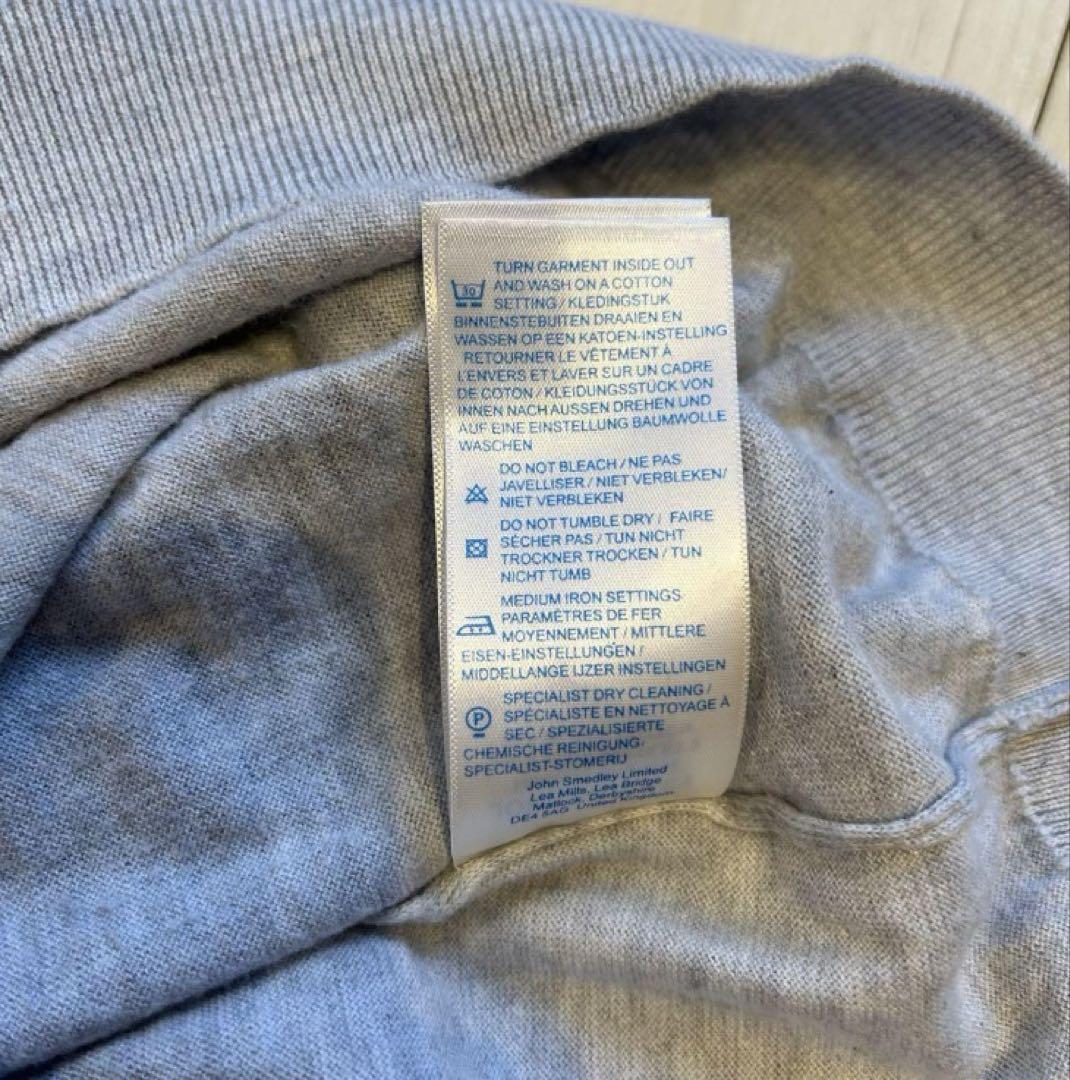 TURN GARMENT INSIDE OUT
30 AND WASH ON A COTTON
SETTING / KLEDINGSTUK
BINNENSTEBUITEN DRAAIEN EN
WASSEN OP EEN KATOEN-INSTELLING
RETOURNER LE VÊTEMENT À
L'ENVERS ET LAVER SUR UN CADRE
DE COTON / KLEIDUNGSSTÜCK VON
INNEN NACH AUSSEN DREHEN UND
AUF EINE EINSTELLUNG BAUMWOLLE
WASCHEN
DO NOT BLEACH / NE PAS
JAVELLISER / NIET VERBLEKEN/
NIET VERBLEKEN
DO NOT TUMBLE DRY / FAIRE
SÉCHER PAS / TUN NICHT
TROCKNER TROCKEN / TUN
NICHT TUMB
MEDIUM IRON SETTINGS
PARAMÈTRES DE FER
MOYENNEMENT / MITTLERE
EISEN-EINSTELLUNGEN /
MIDDELLANGE IJZER INSTELLINGEN
SPECIALIST DRY CLEANING /
P SPÉCIALISTE EN NETTOYAGE À
SEC / SPEZIALISIERTE
CHEMISCHE REINIGUNG-
SPECIALIST-STOMERIJ
John Smedley Limited
Lea Mills, Lea Bridge
Matlock, Derbyshire
DE4 5AG United Kingdom